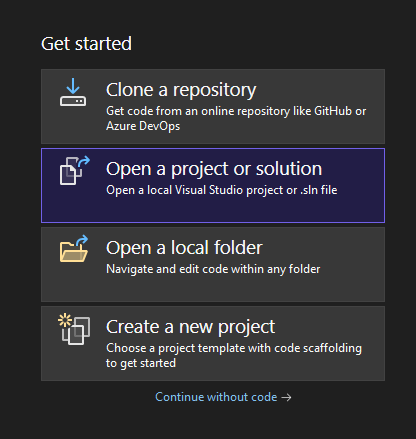 Get started
Clone a repository
Get code from an online repository like GitHub or
Azure DevOps
Open a project or solution
Open a local Visual Studio project or .sln file
Open a local folder
Navigate and edit code within any folder
Create a new project
Choose a project template with code scaffolding
to get started
Continue without code →